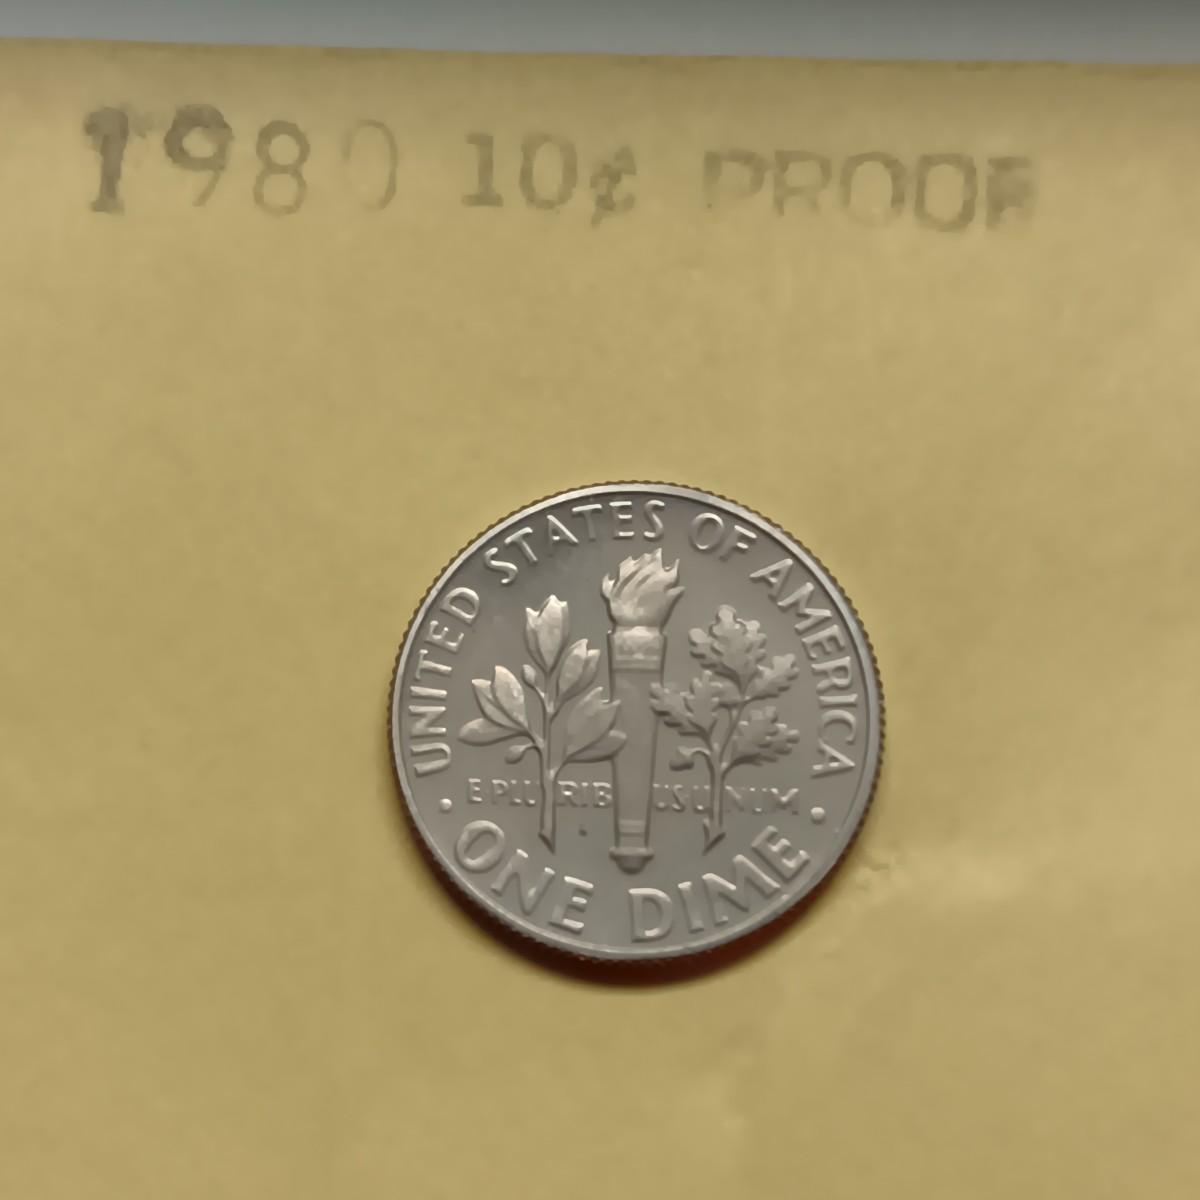 1980 10¢ PROOF
UNITED STATES OF AMERICA
E PLURIBUS UNUM
ONE DIME